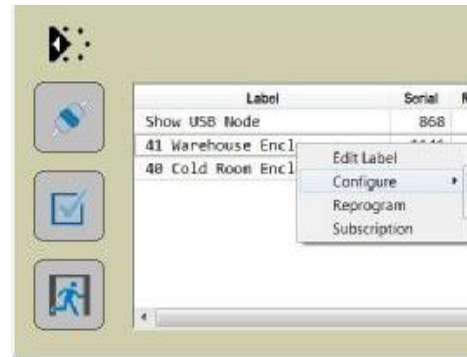 Label Serial
Show USB Node 868
41 Warehouse Encl
40 Cold Room Encl
Edit Label
Configure
Reprogram
Subscription